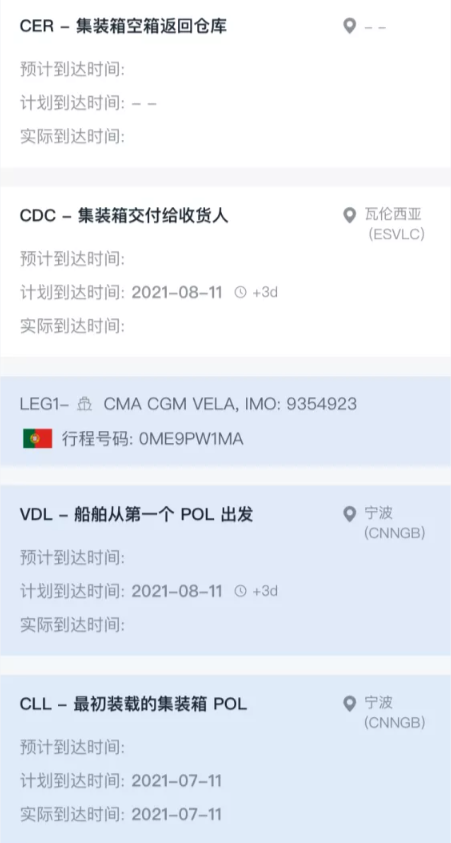 CER – 集装箱空箱返回仓库
– –
预计到达时间:
计划到达时间: – –
实际到达时间:
CDC – 集装箱交付给收货人
瓦伦西亚
(ESVLC)
预计到达时间:
计划到达时间: 2021–08–11 +3d
实际到达时间:
LEG1– CMA CGM VELA, IMO: 9354923
行程号码: 0ME9PW1MA
VDL – 船舶从第一个 POL 出发
宁波
(CNNGB)
预计到达时间:
计划到达时间: 2021–08–11 +3d
实际到达时间:
CLL – 最初装载的集装箱 POL
宁波
(CNNGB)
预计到达时间:
计划到达时间: 2021–07–11
实际到达时间: 2021–07–11